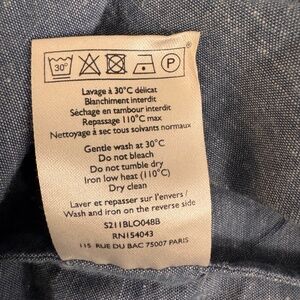 30°
P
Lavage à 30°C délicat
Blanchiment interdit
Séchage en tambour interdit
Repassage 110°C max
Nettoyage à sec tous solvants normaux
Gentle wash at 30°C
Do not bleach
Do not tumble dry
Iron low heat (110°C)
Dry clean
Laver et repasser sur l'envers /
Wash and iron on the reverse side
S211BLO048B
RN154043
115 RUE DU BAC 75007 PARIS